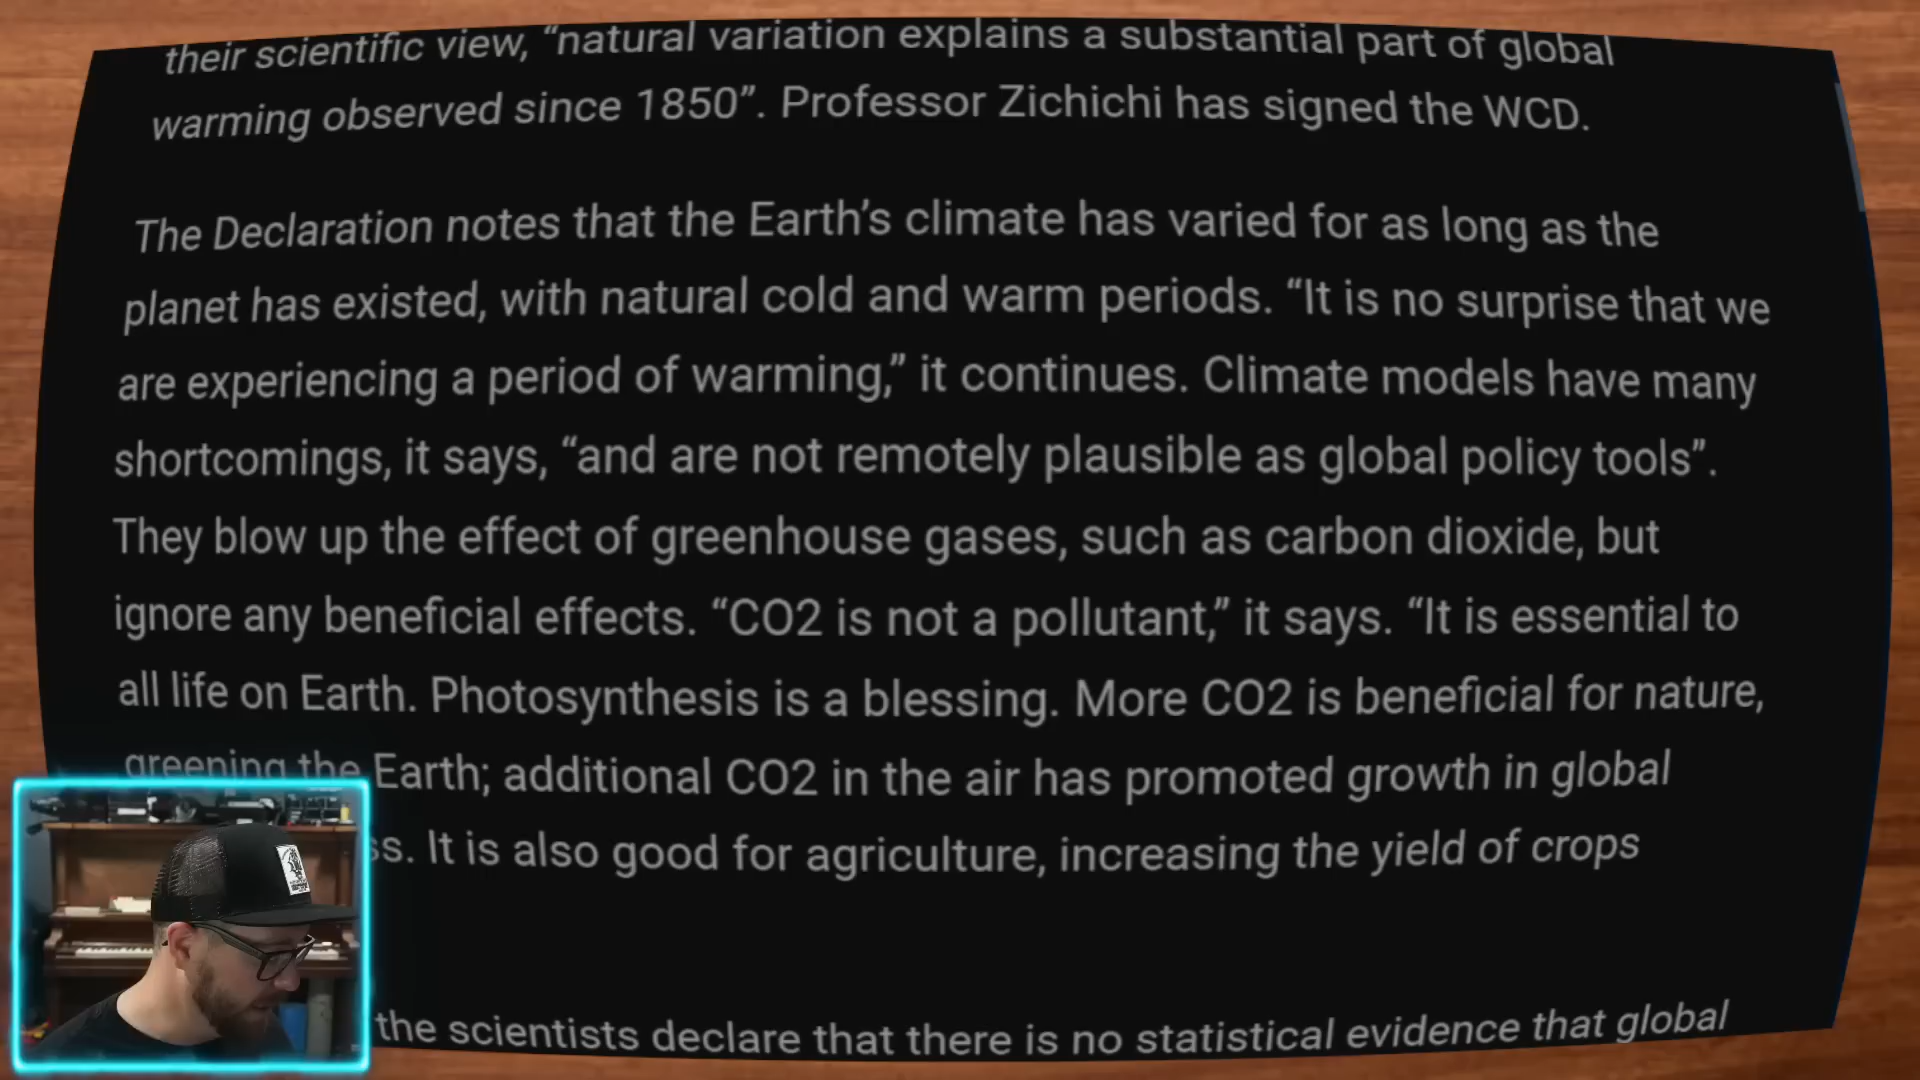 their scientific view, “natural variation explains a substantial part of global
warming observed since 1850”. Professor Zichichi has signed the WCD.
The Declaration notes that the Earth’s climate has varied for as long as the
planet has existed, with natural cold and warm periods. “It is no surprise that we
are experiencing a period of warming,” it continues. Climate models have many
shortcomings, it says, “and are not remotely plausible as global policy tools”.
They blow up the effect of greenhouse gases, such as carbon dioxide, but
ignore any beneficial effects. “CO2 is not a pollutant,” it says. “It is essential to
all life on Earth. Photosynthesis is a blessing. More CO2 is beneficial for nature,
greening the Earth; additional CO2 in the air has promoted growth in global
ss. It is also good for agriculture, increasing the yield of crops
the scientists declare that there is no statistical evidence that global